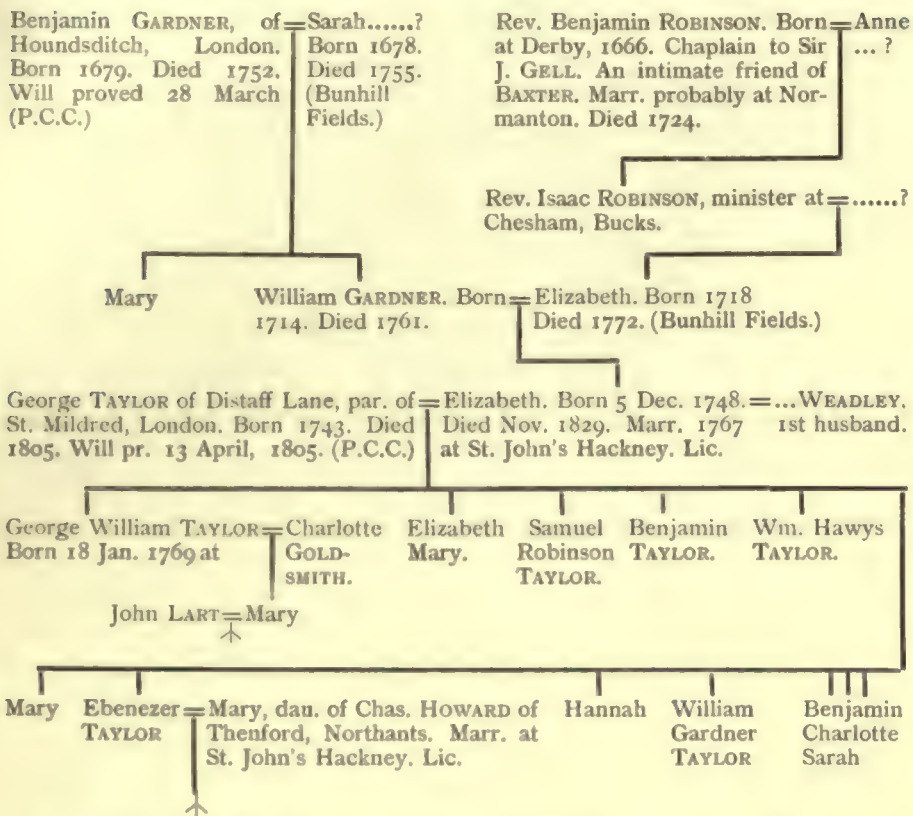 Benjamin GARDNER, of = Sarah......?
Houndsditch, London. Born 1678.
Born 1679. Died 1752. Died 1755.
Will proved 28 March (Bunhill
(P.C.C.) Fields.)
Rev. Benjamin ROBINSON. Born = Anne
at Derby, 1666. Chaplain to Sir ... ?
J. GELL. An intimate friend of
BAXTER. Marr. probably at Nor-
manton. Died 1724.
Rev. Isaac ROBINSON, minister at = ......?
Chesham, Bucks.
Mary
William GARDNER. Born = Elizabeth. Born 1718
1714. Died 1761. Died 1772. (Bunhill Fields.)
George TAYLOR of Distaff Lane, par. of = Elizabeth. Born 5 Dec. 1748. = ...WEADLEY.
St. Mildred, London. Born 1743. Died Died Nov. 1829. Marr. 1767 1st husband.
1805. Will pr. 13 April, 1805. (P.C.C.) at St. John's Hackney. Lic.
George William TAYLOR = Charlotte
Born 18 Jan. 1769 at GOLD-
SMITH.
Elizabeth
Mary.
Samuel
Robinson
TAYLOR.
Benjamin
TAYLOR.
Wm. Hawys
TAYLOR.
John LART = Mary
Mary
Ebenezer = Mary, dau. of Chas. HOWARD of
TAYLOR Thenford, Northants. Marr. at
St. John's Hackney. Lic.
Hannah
William
Gardner
TAYLOR
Benjamin
Charlotte
Sarah